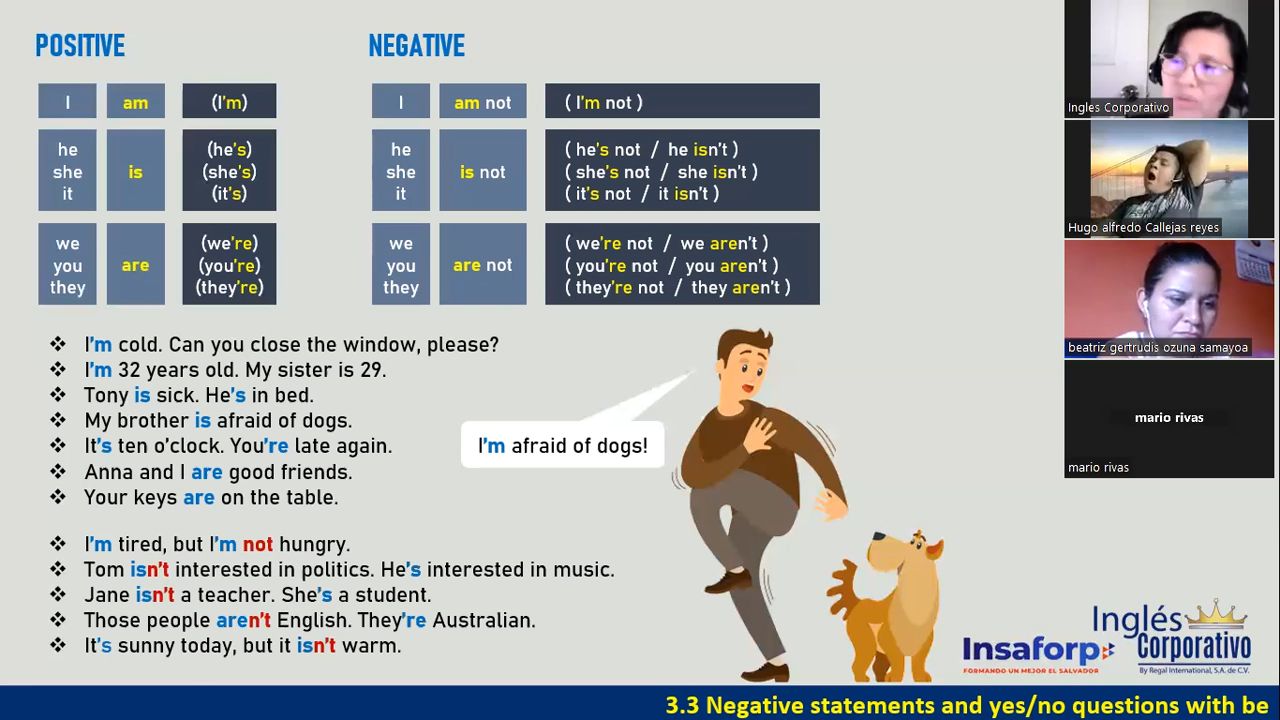 POSITIVE
NEGATIVE
I am (I'm)
he
she
it
is
(he's)
(she's)
(it's)
we
you
they
are
(we're)
(you're)
(they're)
I am not ( I'm not )
he
she
it
is not
( he's not / he isn't )
( she's not / she isn't )
( it's not / it isn't )
we
you
they
are not
( we're not / we aren't )
( you're not / you aren't )
( they're not / they aren't )
❖ I'm cold. Can you close the window, please?
❖ I'm 32 years old. My sister is 29.
❖ Tony is sick. He's in bed.
❖ My brother is afraid of dogs.
❖ It's ten o'clock. You're late again.
❖ Anna and I are good friends.
❖ Your keys are on the table.
I'm afraid of dogs!
❖ I'm tired, but I'm not hungry.
❖ Tom isn't interested in politics. He's interested in music.
❖ Jane isn't a teacher. She's a student.
❖ Those people aren't English. They're Australian.
❖ It's sunny today, but it isn't warm.
Insaforp
FORMANDO UN MEJOR EL SALVADOR
Inglés
Corporativo
By Regal International, S.A. de C.V.
3.3 Negative statements and yes/no questions with be
Ingles Corporativo
Hugo alfredo Callejas reyes
beatriz gertrudis ozuna samayoa
mario rivas
mario rivas